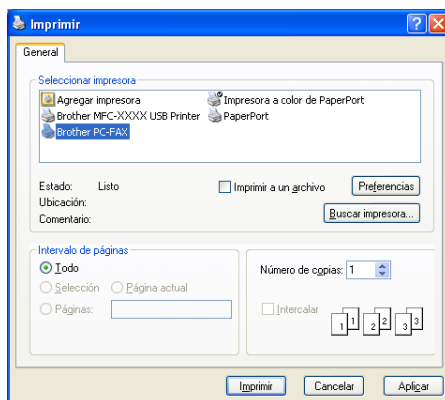 Imprimir
General
Seleccionar impresora
Agregar impresora
Impresora a color de PaperPort
Brother MFC-XXXX USB Printer
PaperPort
Brother PC-FAX
Estado: Listo
Imprimir a un archivo
Preferencias
Ubicación:
Comentario:
Buscar impresora...
Intervalo de páginas
Todo
Selección
Página actual
Páginas:
Número de copias: 1
Intercalar
1 1 2 2 3 3
Imprimir
Cancelar
Aplicar